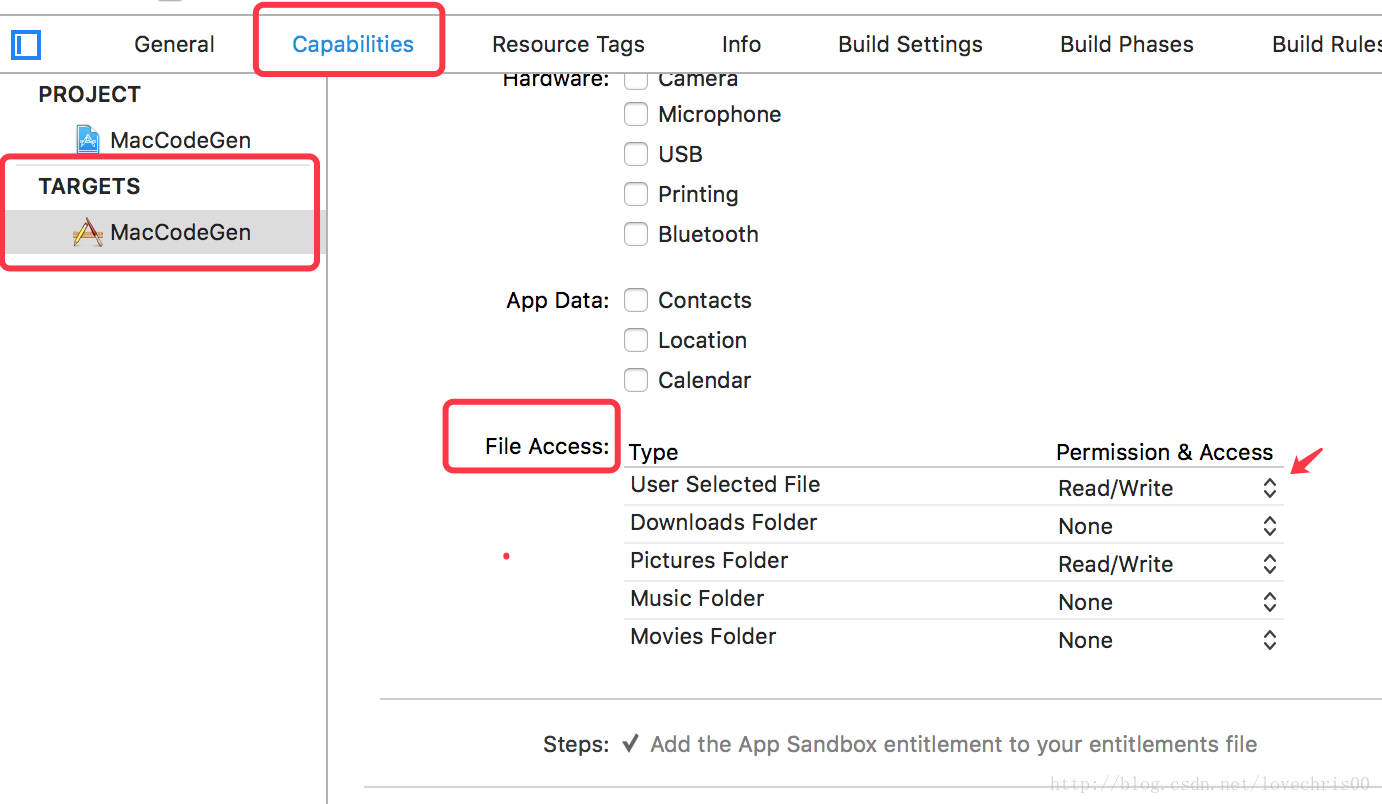 General Capabilities Resource Tags Info Build Settings Build Phases Build Rules
PROJECT
MacCodeGen
TARGETS
MacCodeGen
Hardware: Camera
Microphone
USB
Printing
Bluetooth
App Data: Contacts
Location
Calendar
File Access: Type Permission & Access
User Selected File Read/Write
Downloads Folder None
Pictures Folder Read/Write
Music Folder None
Movies Folder None
Steps: ✓ Add the App Sandbox entitlement to your entitlements file
http://blog.csdn.net/lovechris00